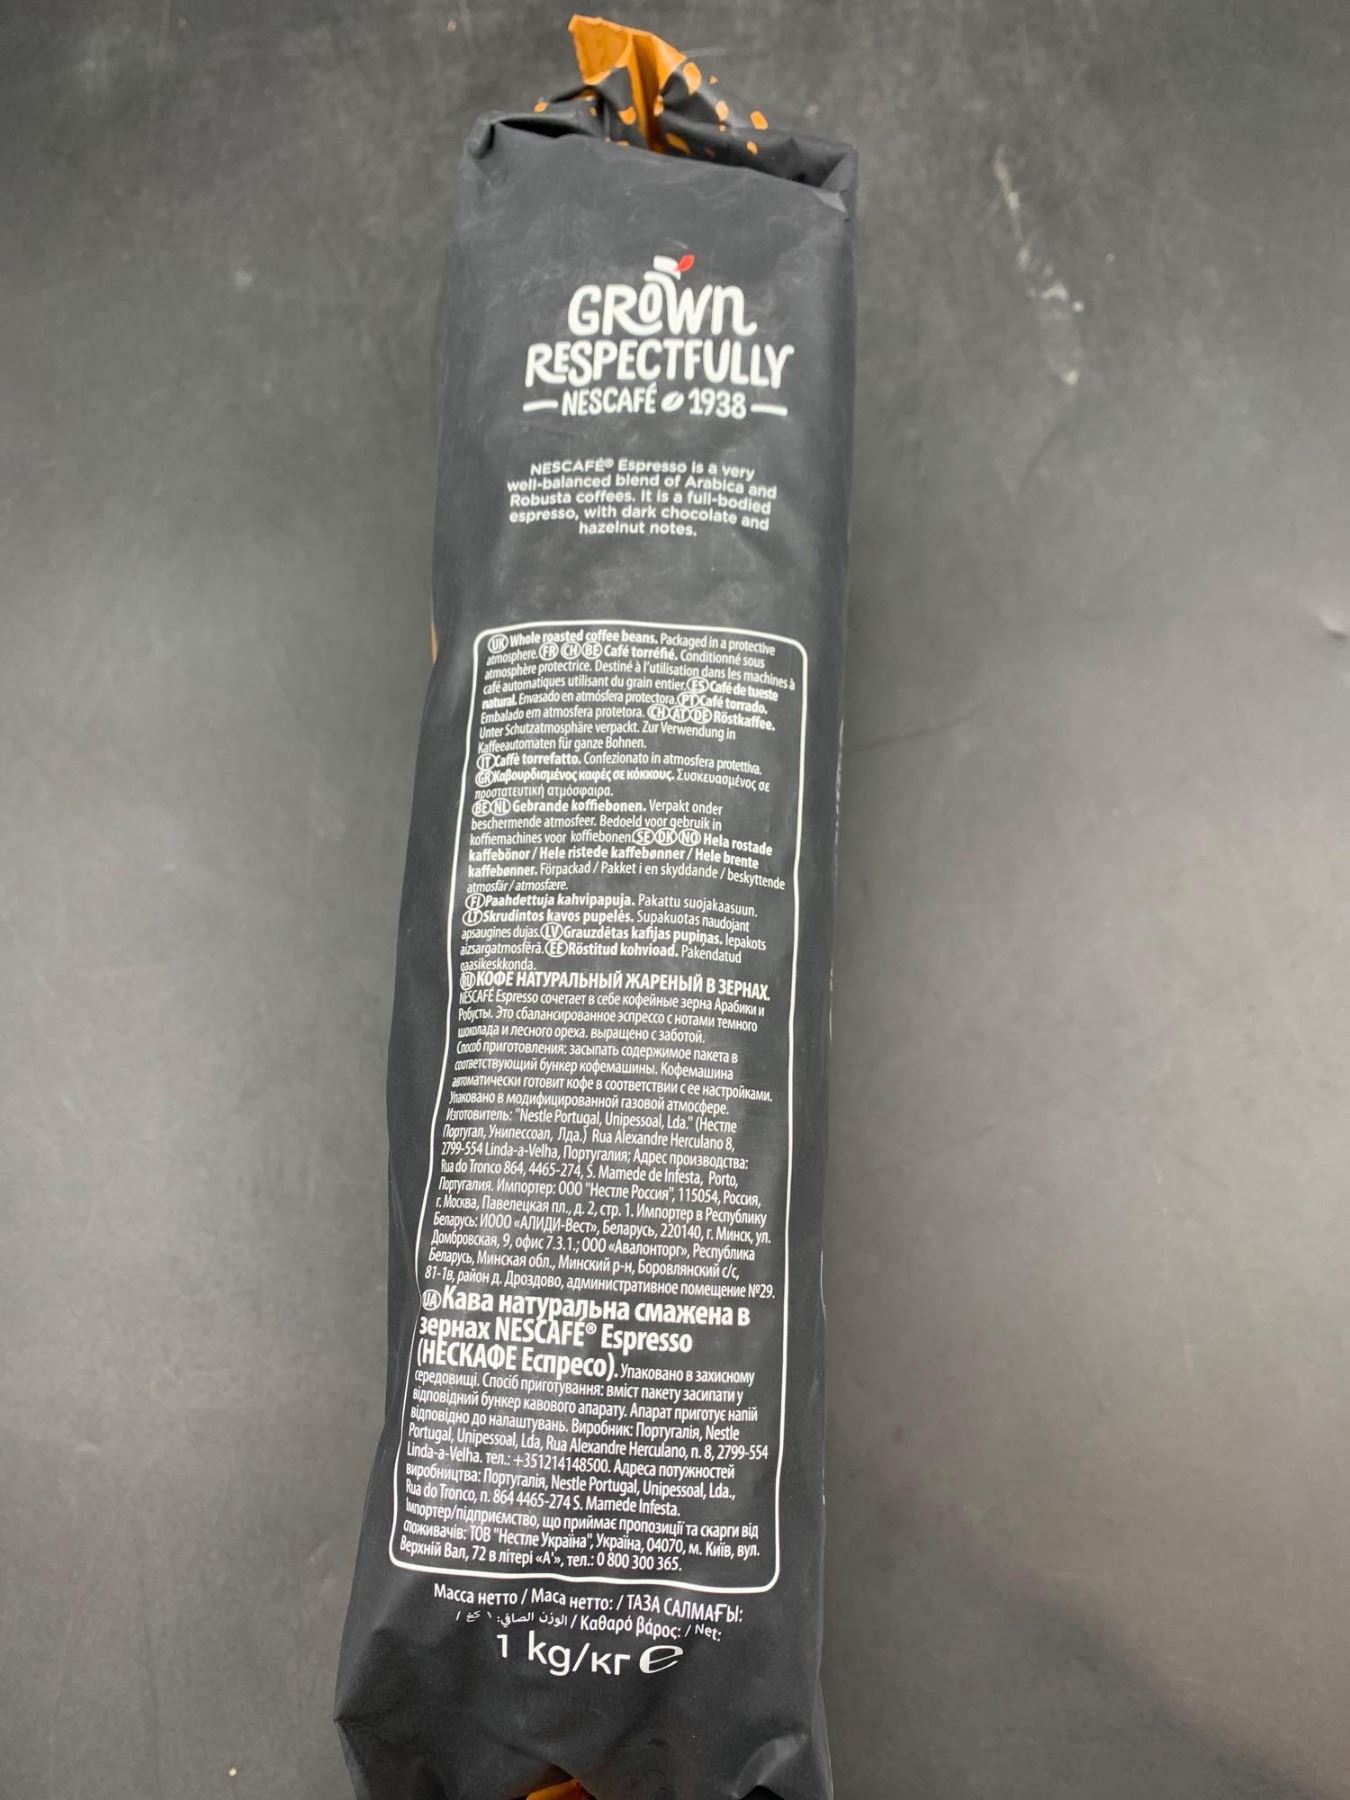 GROWN
RESPECTFULLY
NESCAFÉ 1938
NESCAFÉ® Espresso is a very
well-balanced blend of Arabica and
Robusta coffees. It is a full-bodied
espresso, with dark chocolate and
hazelnut notes.
UK Whole roasted coffee beans. Packaged in a protective
atmosphere. FR CH BE Café torréfié. Conditionné sous
atmosphère protectrice. Destiné à l'utilisation dans les machines à
café automatiques utilisant du grain entier. ES Café de tueste
natural. Envasado en atmósfera protectora. PT Café torrado.
Embalado em atmosfera protetora. CH AT DE Röstkaffee.
Unter Schutzatmosphäre verpackt. Zur Verwendung in
Kaffeeautomaten für ganze Bohnen.
IT Caffè torrefatto. Confezionato in atmosfera protettiva.
GR Καβουρδισμένος καφές σε κόκκους. Συσκευασμένος σε
προστατευτική ατμόσφαιρα.
BE NL Gebrande koffiebonen. Verpakt onder
beschermende atmosfeer. Bedoeld voor gebruik in
koffiemachines voor koffiebonen. SE DK NO Hela rostade
kaffebönor / Hele ristede kaffebønner / Hele brente
kaffebønner. Förpackad / Pakket i en skyddande / beskyttende
atmosfär / atmosfære.
FI Paahdettuja kahvipapuja. Pakattu suojakaasuun.
LT Skrudintos kavos pupelės. Supakuotas naudojant
apsaugines dujas. LV Grauzdētas kafijas pupiņas. Iepakots
aizsargatmosfērā. EE Röstitud kohvioad. Pakendatud
gaasikeskkonda.
RU КОФЕ НАТУРАЛЬНЫЙ ЖАРЕНЫЙ В ЗЕРНАХ.
NESCAFÉ Espresso сочетает в себе кофейные зерна Арабики и
Робусты. Это сбалансированное эспрессо с нотами темного
шоколада и лесного ореха. выращено с заботой.
Способ приготовления: засыпать содержимое пакета в
соответствующий бункер кофемашины. Кофемашина
автоматически готовит кофе в соответствии с ее настройками.
Упаковано в модифицированной газовой атмосфере.
Изготовитель: "Nestle Portugal, Unipessoal, Lda." (Нестле
Португал, Унипессоал, Лда.) Rua Alexandre Herculano 8,
2799-554 Linda-a-Velha, Португалия; Адрес производства:
Rua do Tronco 864, 4465-274, S. Mamede de Infesta, Porto,
Португалия. Импортер: ООО "Нестле Россия", 115054, Россия,
г. Москва, Павелецкая пл., д. 2, стр. 1. Импортер в Республику
Беларусь: ИООО «АЛИДИ-Вест», Беларусь, 220140, г. Минск, ул.
Домбровская, 9, офис 7.3.1.; ООО «Авалонторг», Республика
Беларусь, Минская обл., Минский р-н, Боровлянский с/с,
81-1в, район д. Дроздово, административное помещение №29.
UA Кава натуральна смажена в
зернах NESCAFÉ® Espresso
(НЕСКАФЕ Еспресо). Упаковано в захисному
середовищі. Спосіб приготування: вміст пакету засипати у
відповідний бункер кавового апарату. Апарат приготує напій
відповідно до налаштувань. Виробник: Португалія, Nestle
Portugal, Unipessoal, Lda, Rua Alexandre Herculano, n. 8, 2799-554
Linda-a-Velha. тел.: +351214148500. Адреса потужностей
виробництва: Португалія, Nestle Portugal, Unipessoal, Lda.,
Rua do Tronco, n. 864 4465-274 S. Mamede Infesta.
Імпортер/підприємство, що приймає пропозиції та скарги від
споживачів: ТОВ "Нестле Україна", Україна, 04070, м. Київ, вул.
Верхній Вал, 72 в літері «А'», тел.: 0 800 300 365.
Масса нетто / Маса нетто: / ТАЗА САЛМАҒЫ:
/ الوزن الصافي: ١ كج / Καθαρό βάρος: / Net:
1 kg/кг ℮